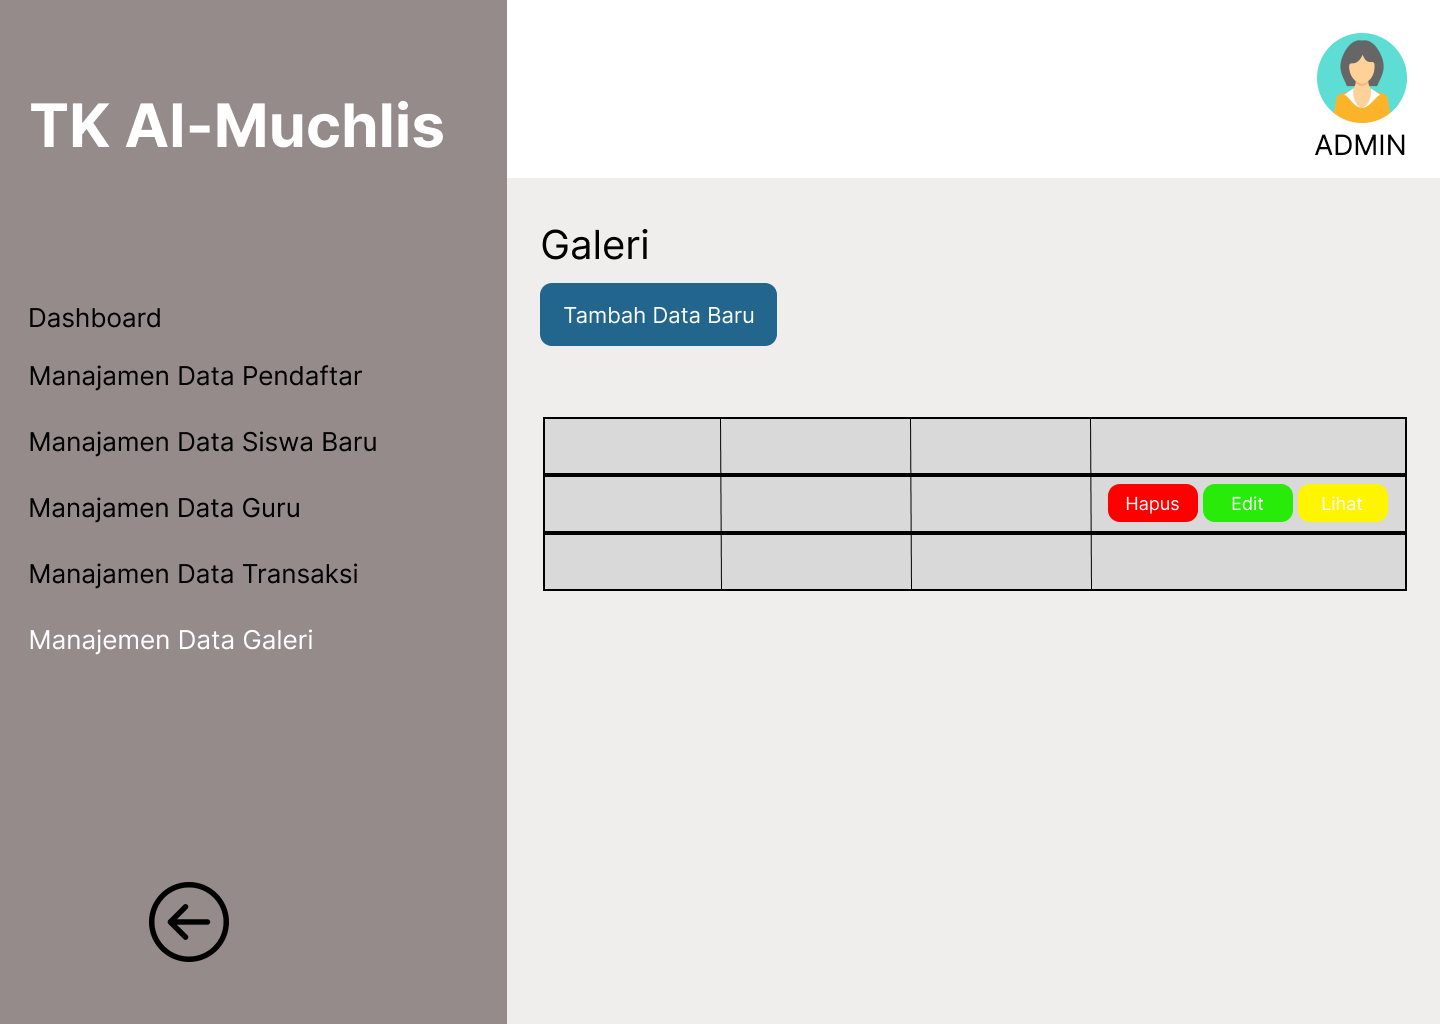 TK Al-Muchlis
ADMIN
Dashboard
Manajamen Data Pendaftar
Manajamen Data Siswa Baru
Manajamen Data Guru
Manajamen Data Transaksi
Manajemen Data Galeri
Galeri
Tambah Data Baru
Hapus Edit Lihat